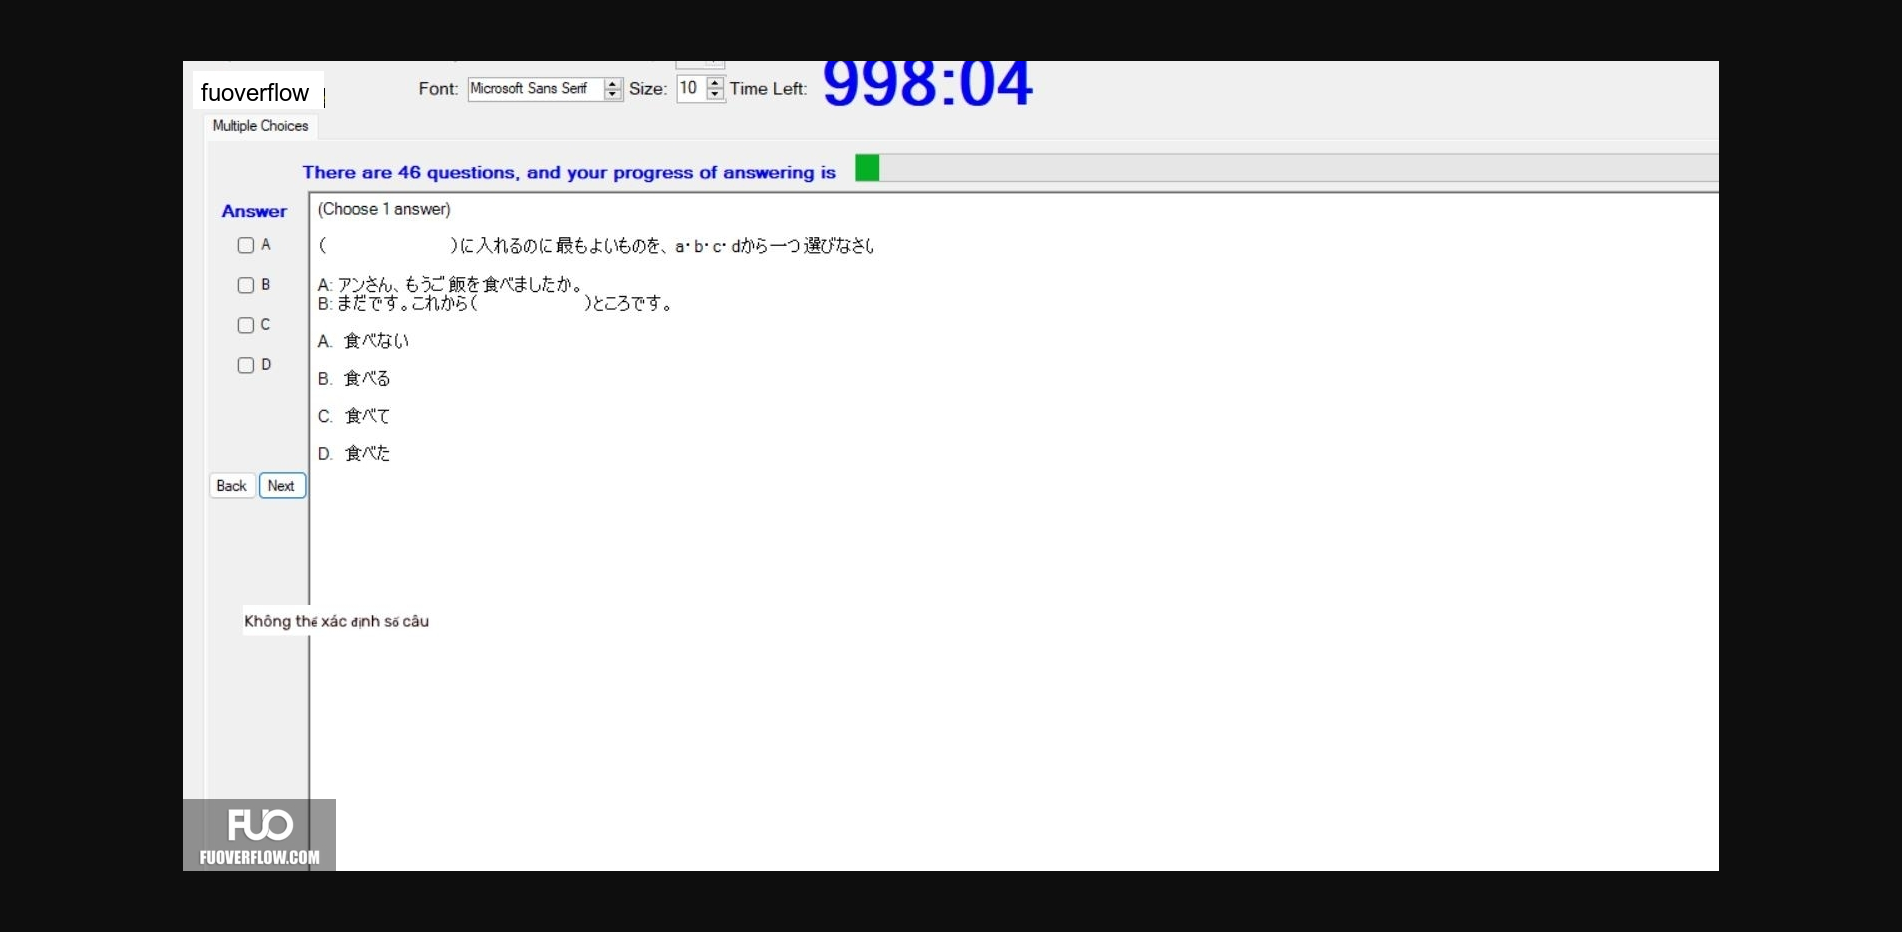 fuoverflow
Font: Microsoft Sans Serif Size: 10 Time Left: 998:04
Multiple Choices
There are 46 questions, and your progress of answering is
Answer
(Choose 1 answer)
A
( )に入れるのに最もよいものを、a・b・c・dから一つ選びなさい
B
A: アンさん、もうご飯を食べましたか。
B: まだです。これから( )ところです。
C
A. 食べない
D
B. 食べる
C. 食べて
D. 食べた
Back Next
Không thể xác định số câu
FUO
FUOVERFLOW.COM